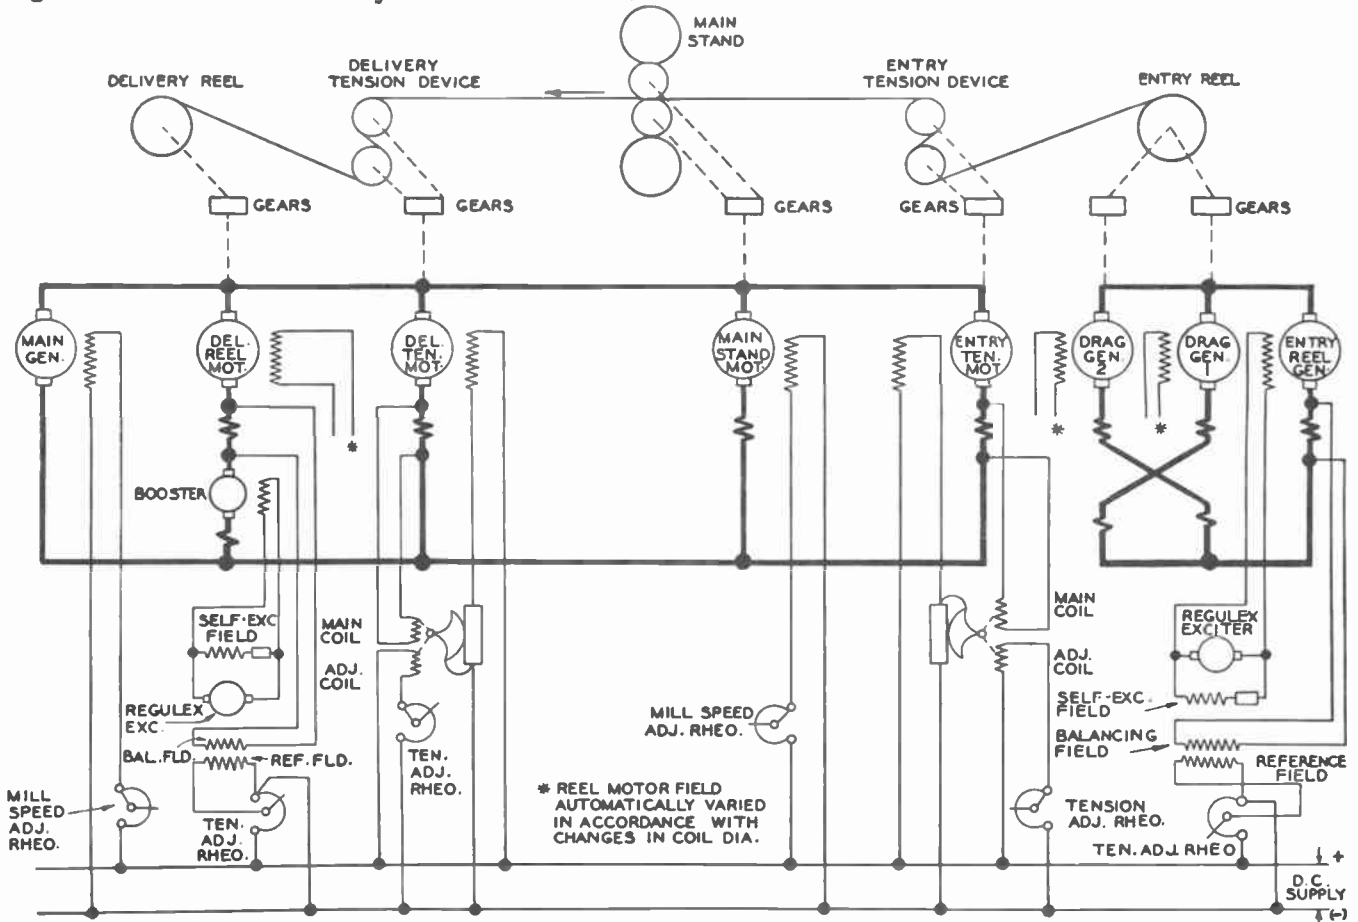 MAIN
STAND
DELIVERY
TENSION DEVICE
ENTRY
TENSION DEVICE
DELIVERY REEL
ENTRY REEL
GEARS
GEARS
GEARS
GEARS
GEARS
MAIN
GEN.
DEL.
REEL
MOT.
DEL.
TEN.
MOT.
MAIN
STAND
MOT.
ENTRY
TEN.
MOT
DRAG
GEN.
2
DRAG
GEN.
1
ENTRY
REEL
GEN.
*
*
*
BOOSTER
SELF-EXC
FIELD
MAIN
COIL
ADJ.
COIL
REGULEX
EXC.
BAL. FLD.
REF. FLD.
MILL
SPEED
ADJ.
RHEO.
TEN.
ADJ.
RHEO.
TEN.
ADJ.
RHEO.
MILL SPEED
ADJ. RHEO.
* REEL MOTOR FIELD
AUTOMATICALLY VARIED
IN ACCORDANCE WITH
CHANGES IN COIL DIA.
MAIN
COIL
ADJ.
COIL
TENSION
ADJ. RHEO.
REGULEX
EXCITER
SELF-EXC.
FIELD
BALANCING
FIELD
REFERENCE
FIELD
TEN. ADJ. RHEO
+
D.C.
SUPPLY
(-)